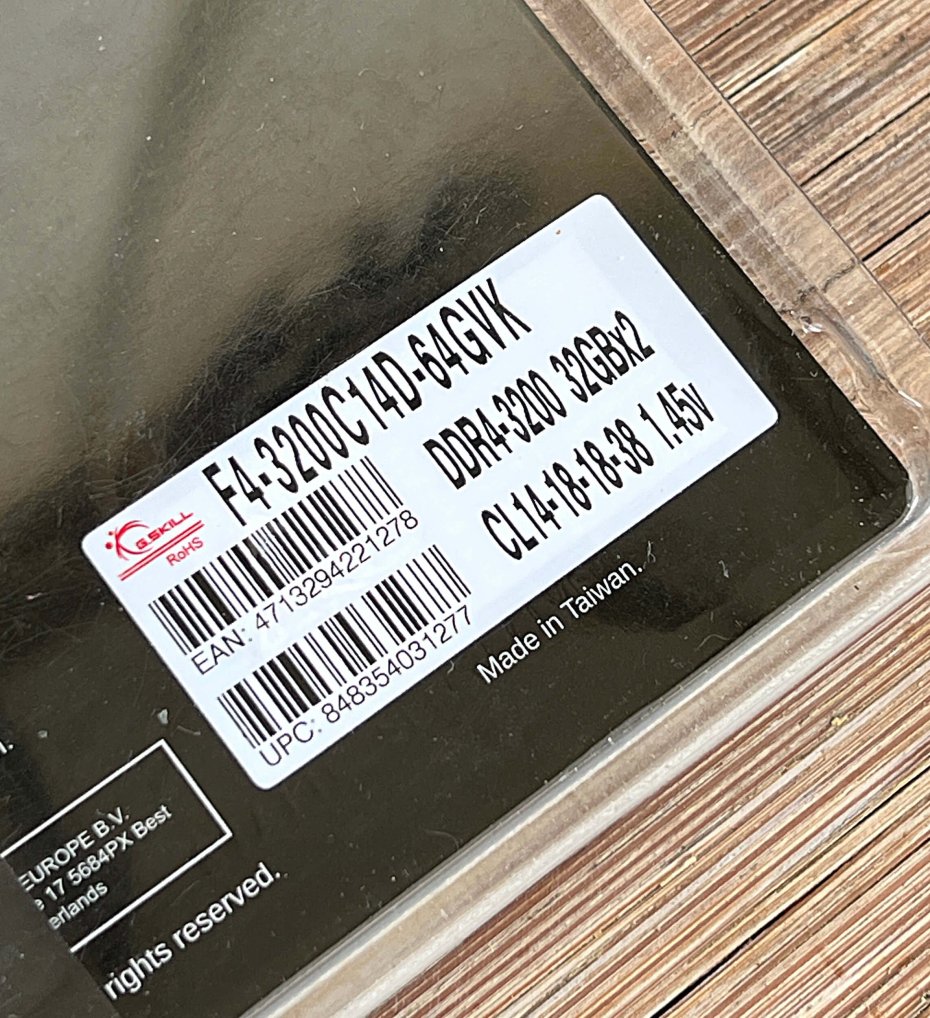 F4-3200C14D-64GVK
G.SKILL
RoHS
DDR4-3200 32GBx2
CL14-18-18-38 1.45v
EAN: 4713294221278
UPC: 848354031277
Made in Taiwan.
EUROPE B.V.
17 5684PX Best
rights reserved.